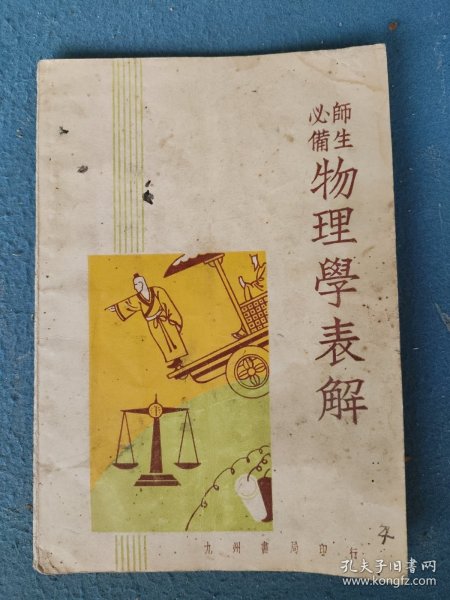 師生
必備
物理學表解
九州書局印行
孔夫子旧书网
www.kongfz.com